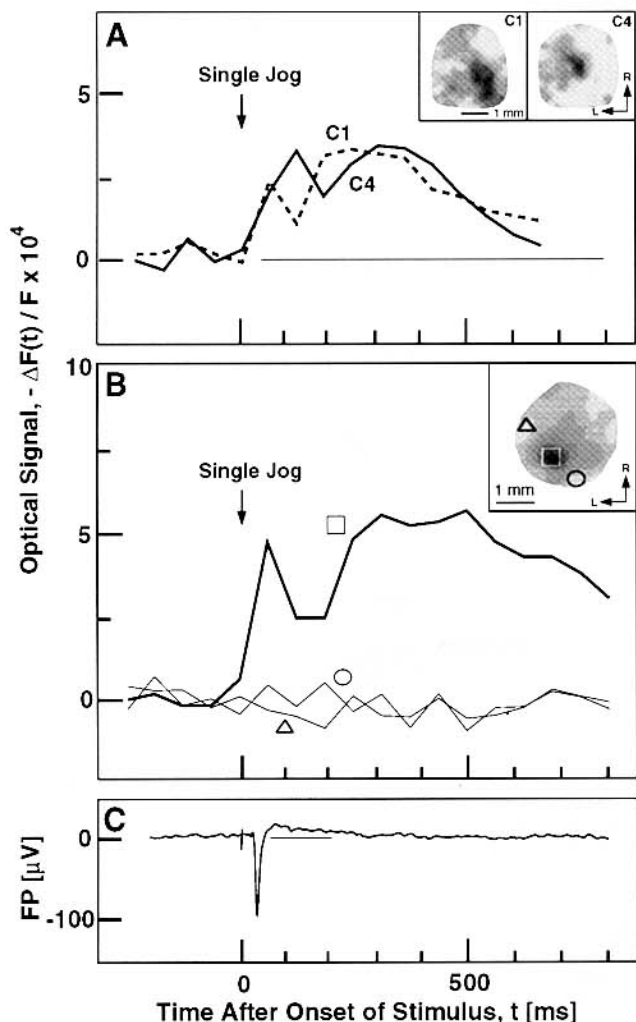 A
C1
C4
Single Jog
R
L
1 mm
5
C1
C4
0
Optical Signal, - ΔF(t) / F x 10⁴
10
B
Single Jog
R
1 mm
L
5
0
C
0
FP [μV]
-100
0
500
Time After Onset of Stimulus, t [ms]